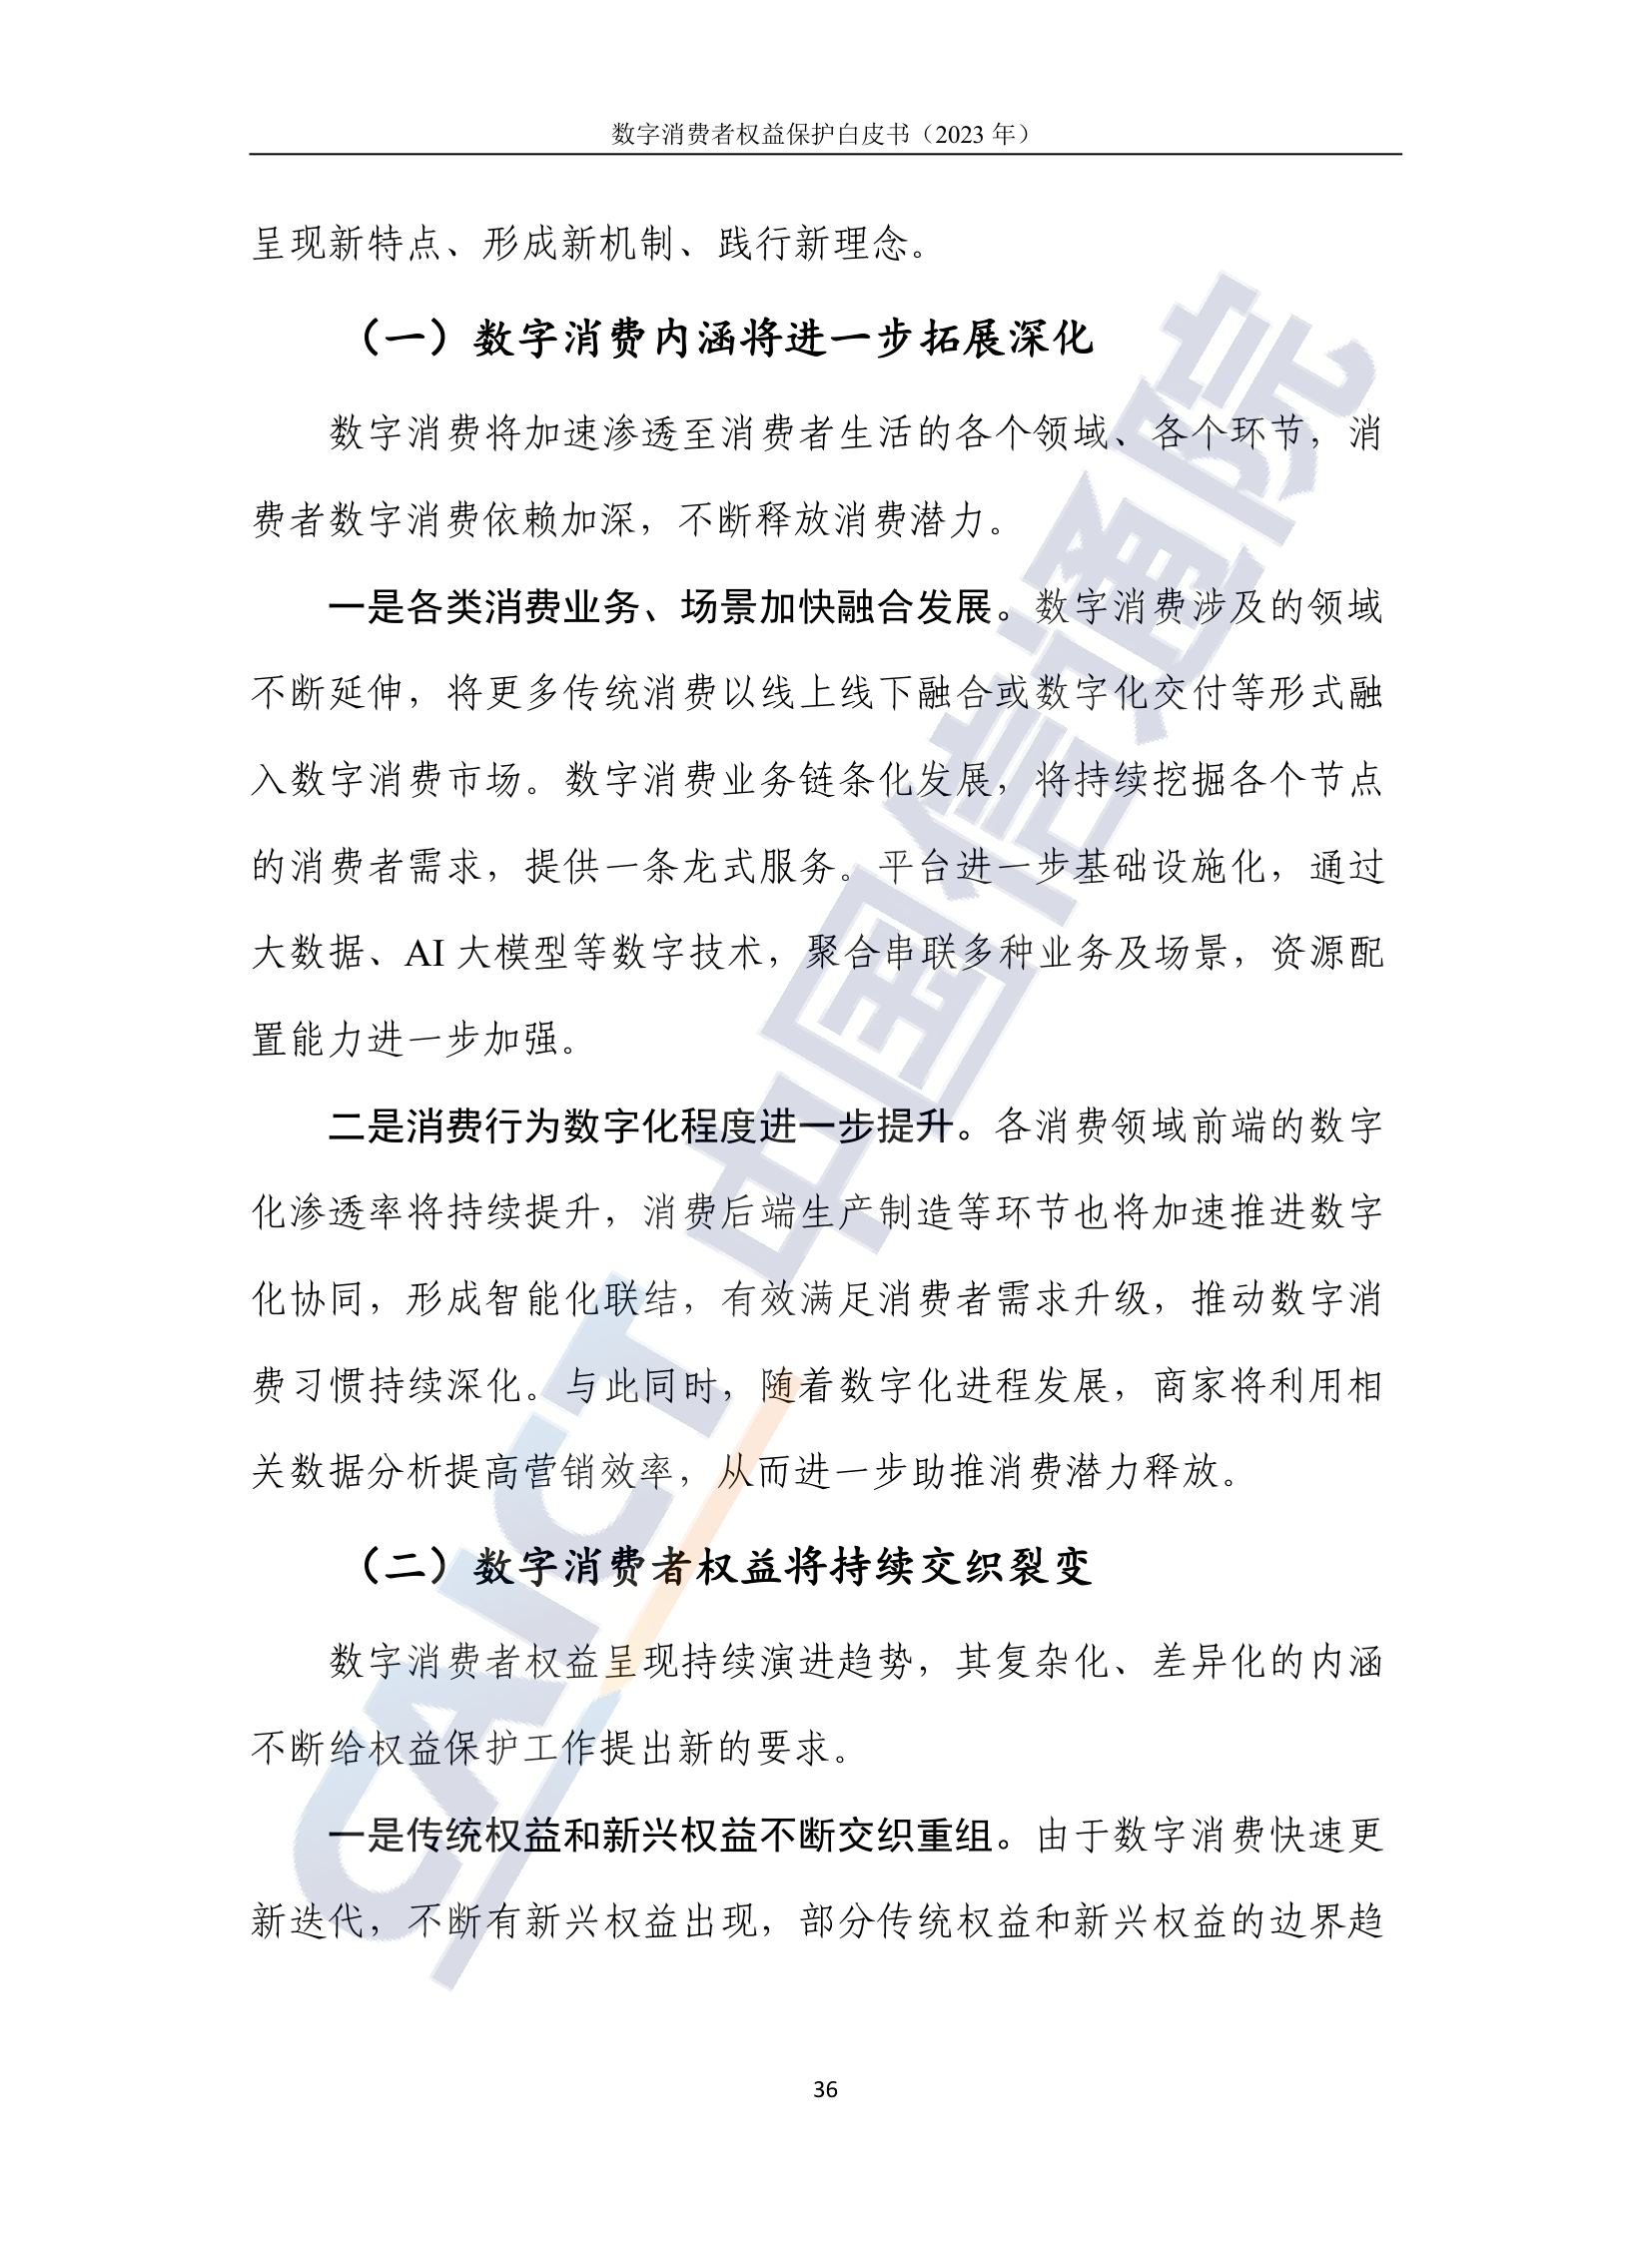 数字消费者权益保护白皮书（2023 年）
呈现新特点、形成新机制、践行新理念。
（一）数字消费内涵将进一步拓展深化
数字消费将加速渗透至消费者生活的各个领域、各个环节，消
费者数字消费依赖加深，不断释放消费潜力。
一是各类消费业务、场景加快融合发展。数字消费涉及的领域
不断延伸，将更多传统消费以线上线下融合或数字化交付等形式融
入数字消费市场。数字消费业务链条化发展，将持续挖掘各个节点
的消费者需求，提供一条龙式服务。平台进一步基础设施化，通过
大数据、AI 大模型等数字技术，聚合串联多种业务及场景，资源配
置能力进一步加强。
二是消费行为数字化程度进一步提升。各消费领域前端的数字
化渗透率将持续提升，消费后端生产制造等环节也将加速推进数字
化协同，形成智能化联结，有效满足消费者需求升级，推动数字消
费习惯持续深化。与此同时，随着数字化进程发展，商家将利用相
关数据分析提高营销效率，从而进一步助推消费潜力释放。
（二）数字消费者权益将持续交织裂变
数字消费者权益呈现持续演进趋势，其复杂化、差异化的内涵
不断给权益保护工作提出新的要求。
一是传统权益和新兴权益不断交织重组。由于数字消费快速更
新迭代，不断有新兴权益出现，部分传统权益和新兴权益的边界趋
36
CAICT 中国信通院